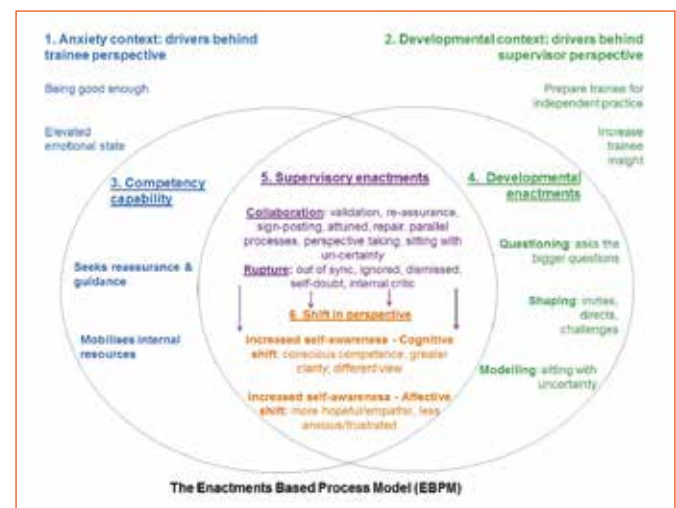 1. Anxiety context: drivers behind
trainee perspective
Being good enough
Elevated
emotional state
2. Developmental context: drivers behind
supervisor perspective
Prepare trainee for
independent practice
Increase
trainee
insight
3. Competency
capability
Seeks reassurance &
guidance
Mobilises internal
resources
5. Supervisory enactments
Collaboration: validation, re-assurance,
sign-posting, attuned, repair, parallel
processes, perspective taking, sitting with
un-certainty
Rupture: out of sync, ignored, dismissed,
self-doubt, internal critic
6. Shift in perspective
Increased self-awareness - Cognitive
shift: conscious competence, greater
clarity, different view
Increased self-awareness - Affective
shift: more hopeful/empathic, less
anxious/frustrated
4. Developmental
enactments
Questioning: asks the
bigger questions
Shaping: invites,
directs,
challenges
Modelling: sitting with
uncertainty
The Enactments Based Process Model (EBPM)